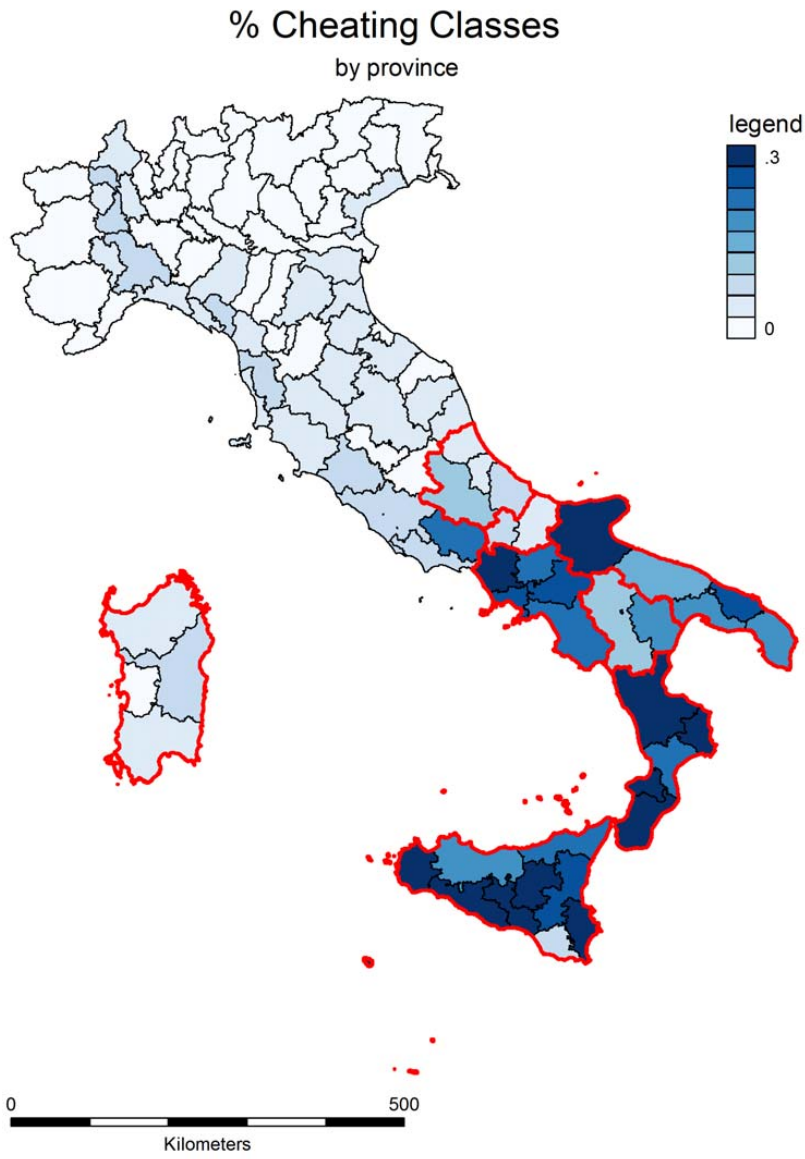 % Cheating Classes
by province
legend
.3
0
0 500
Kilometers